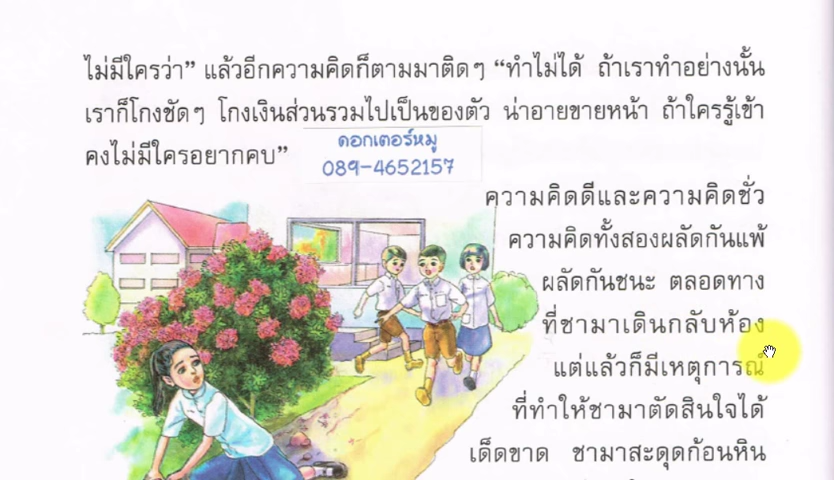 ไม่มีใครว่า” แล้วอีกความคิดก็ตามมาติดๆ “ทำไม่ได้ ถ้าเราทำอย่างนั้น
เราก็โกงชัดๆ โกงเงินส่วนรวมไปเป็นของตัว น่าอายขายหน้า ถ้าใครรู้เข้า
คงไม่มีใครอยากคบ”
ดอกเตอร์หมู
089-4652157
ความคิดดีและความคิดชั่ว
ความคิดทั้งสองผลัดกันแพ้
ผลัดกันชนะ ตลอดทาง
ที่ชามาเดินกลับห้อง
แต่แล้วก็มีเหตุการณ์
ที่ทำให้ชามาตัดสินใจได้
เด็ดขาด ชามาสะดุดก้อนหิน